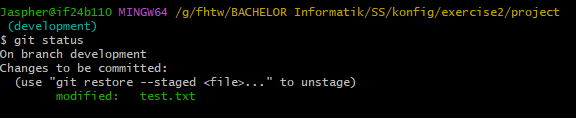 Jaspher@if24b110 MINGW64 /g/fhtw/BACHELOR Informatik/SS/konfig/exercise2/project
(development)
$ git status
On branch development
Changes to be committed:
  (use "git restore --staged <file>..." to unstage)
        modified:   test.txt